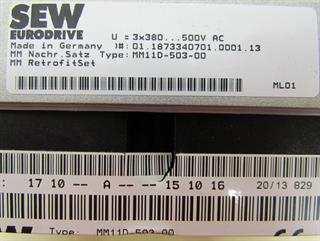 SEW
EURODRIVE U = 3x380...500V AC
Made in Germany )#: 01.1873340701.0001.13
MM Nachr.Satz Type: MM11D-503-00
MM RetrofitSet
ML01
: 17 10 -- A -- -- 15 10 16 20/13 829
Type: MM11D-503-00